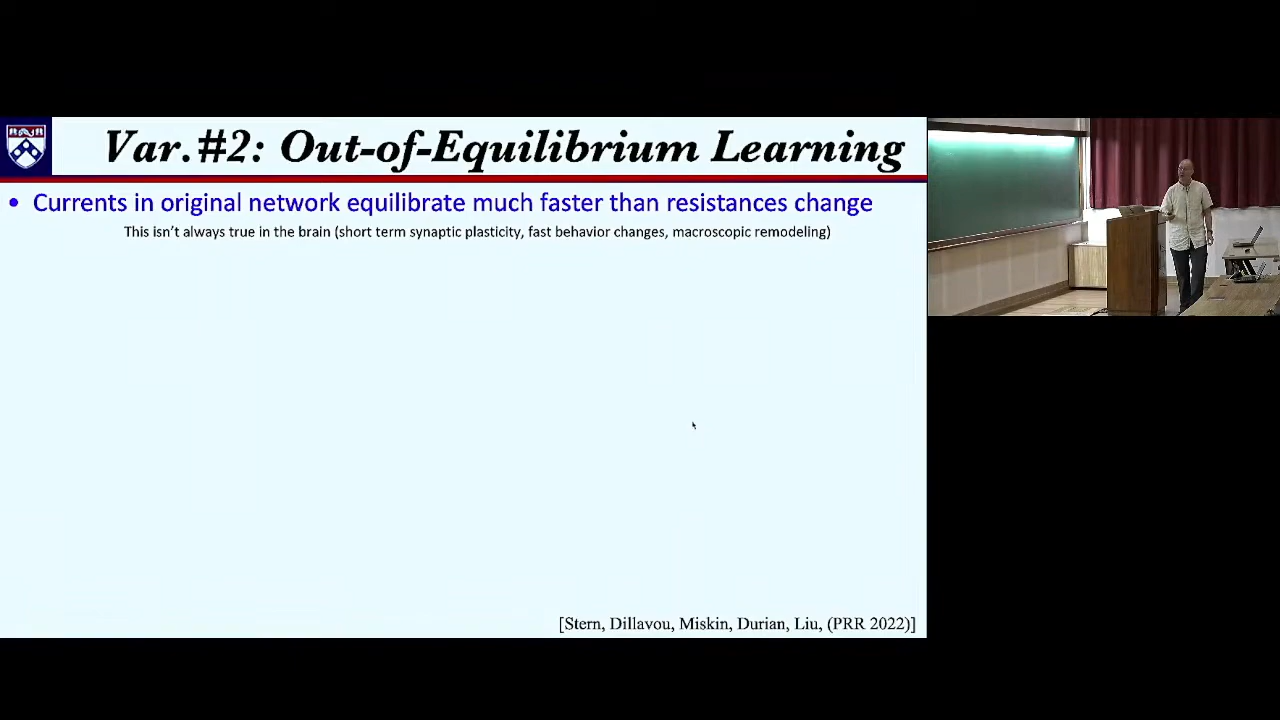 Var.#2: Out-of-Equilibrium Learning
• Currents in original network equilibrate much faster than resistances change
This isn't always true in the brain (short term synaptic plasticity, fast behavior changes, macroscopic remodeling)
[Stern, Dillavou, Miskin, Durian, Liu, (PRR 2022)]